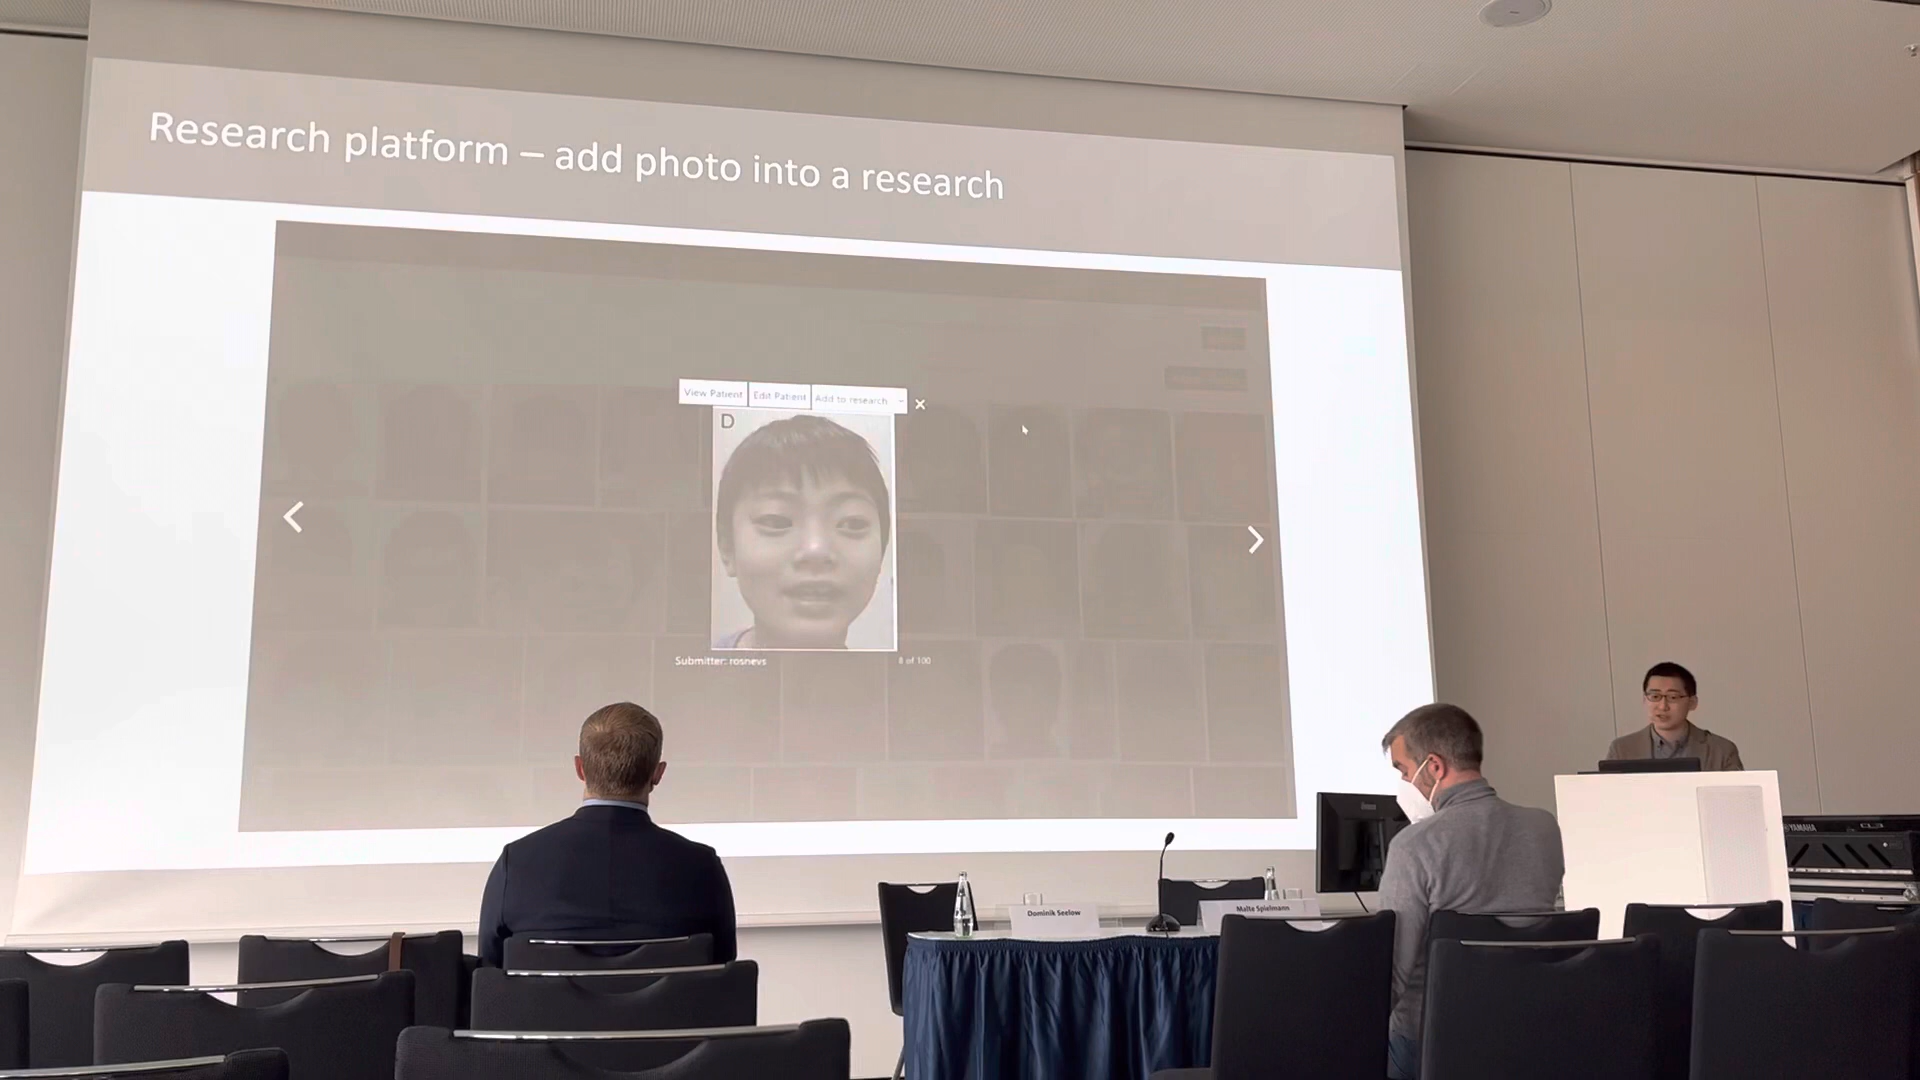 Research platform – add photo into a research
View Patient Edit Patient Add to research
D
Submitter: rosnevs 8 of 100
Dominik Seelow
Malte Spielmann
YAMAHA